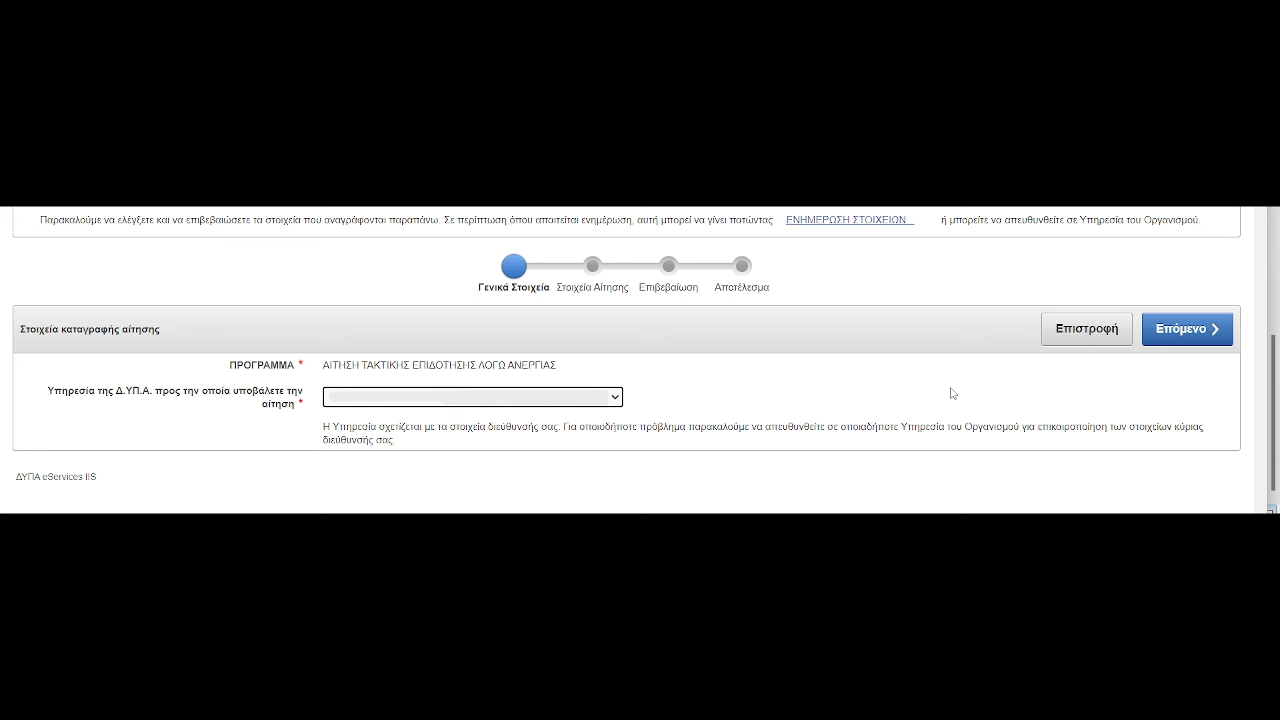 Παρακαλούμε να ελέγξετε και να επιβεβαιώσετε τα στοιχεία που αναγράφονται παραπάνω. Σε περίπτωση όπου απαιτείται ενημέρωση, αυτή μπορεί να γίνει πατώντας ΕΝΗΜΕΡΩΣΗ ΣΤΟΙΧΕΙΩΝ... ή μπορείτε να απευθυνθείτε σε Υπηρεσία του Οργανισμού.
Γενικά Στοιχεία Στοιχεία Αίτησης Επιβεβαίωση Αποτέλεσμα
Στοιχεία καταγραφής αίτησης Επιστροφή Επόμενο
ΠΡΟΓΡΑΜΜΑ * ΑΙΤΗΣΗ ΤΑΚΤΙΚΗΣ ΕΠΙΔΟΤΗΣΗΣ ΛΟΓΩ ΑΝΕΡΓΙΑΣ
Υπηρεσία της Δ.ΥΠ.Α. προς την οποία υποβάλετε την
αίτηση *
Η Υπηρεσία σχετίζεται με τα στοιχεία διεύθυνσής σας. Για οποιοδήποτε πρόβλημα παρακαλούμε να απευθυνθείτε σε οποιαδήποτε Υπηρεσία του Οργανισμού για επικαιροποίηση των στοιχείων κύριας
διεύθυνσής σας.
ΔΥΠΑ eServices IIS